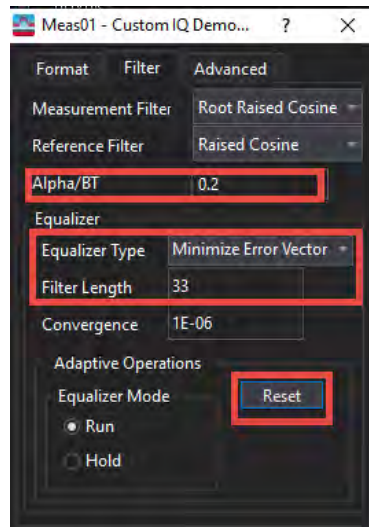 Meas01 - Custom IQ Demo... ?
Format Filter Advanced
Measurement Filter Root Raised Cosine
Reference Filter Raised Cosine
Alpha/BT 0.2
Equalizer
Equalizer Type Minimize Error Vector
Filter Length 33
Convergence 1E-06
Adaptive Operations
Equalizer Mode Reset
Run
Hold